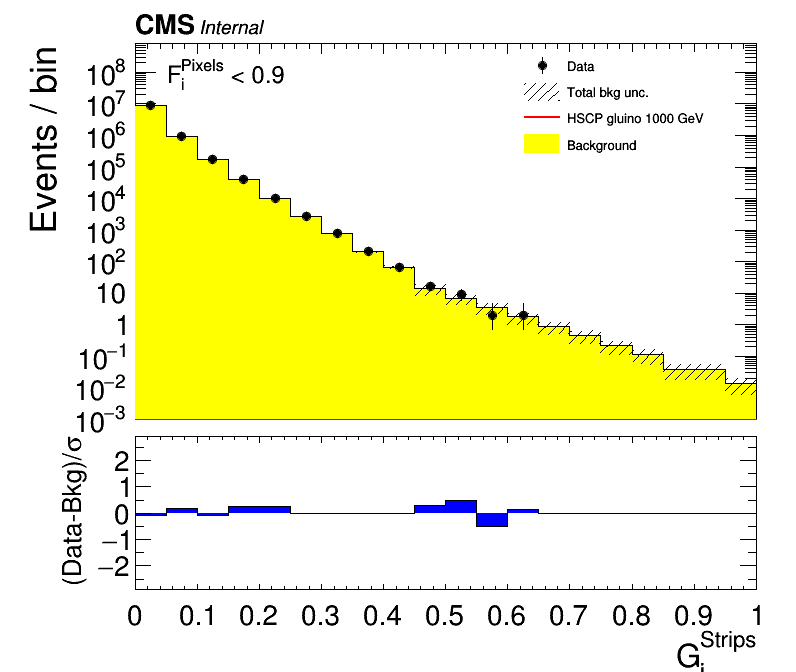 CMS Internal
Events / bin
F_i^Pixels < 0.9
Data
Total bkg unc.
HSCP gluino 1000 GeV
Background
10^8
10^7
10^6
10^5
10^4
10^3
10^2
10
1
10^−1
10^−2
10^−3
(Data-Bkg)/σ
2
1
0
−1
−2
0 0.1 0.2 0.3 0.4 0.5 0.6 0.7 0.8 0.9 1
G_i^Strips